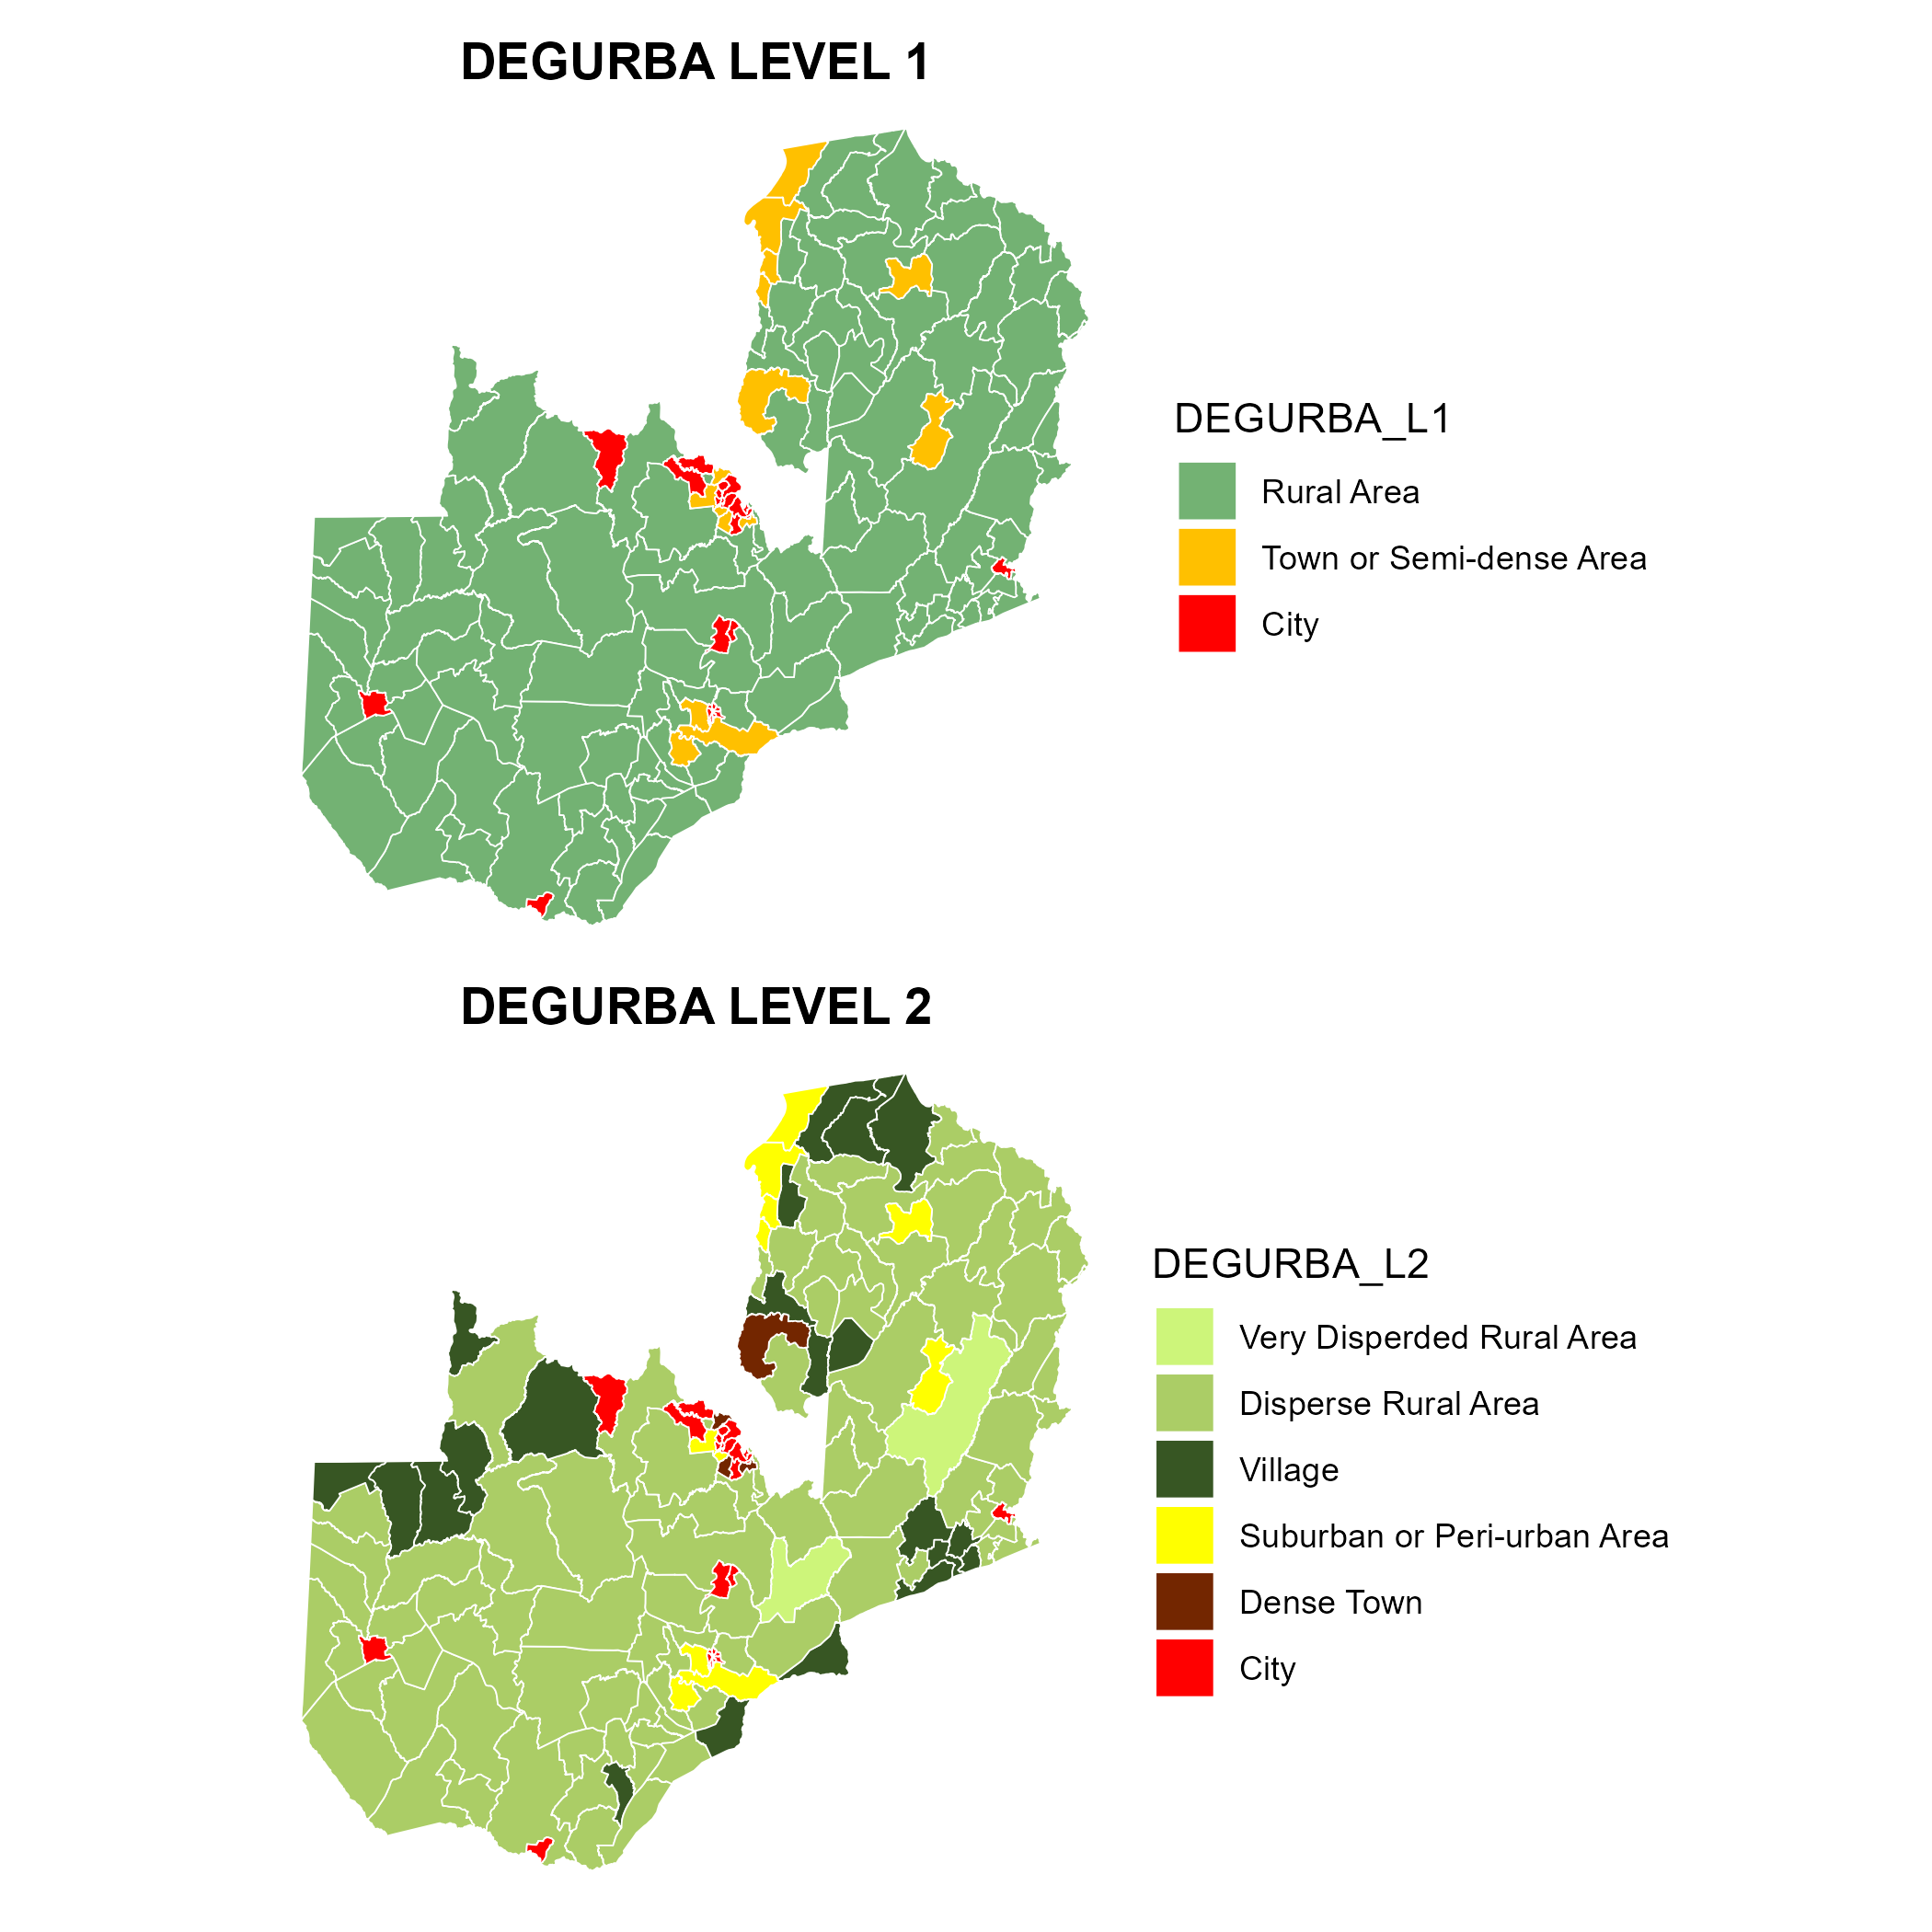 DEGURBA LEVEL 1
DEGURBA_L1
Rural Area
Town or Semi-dense Area
City
DEGURBA LEVEL 2
DEGURBA_L2
Very Disperded Rural Area
Disperse Rural Area
Village
Suburban or Peri-urban Area
Dense Town
City